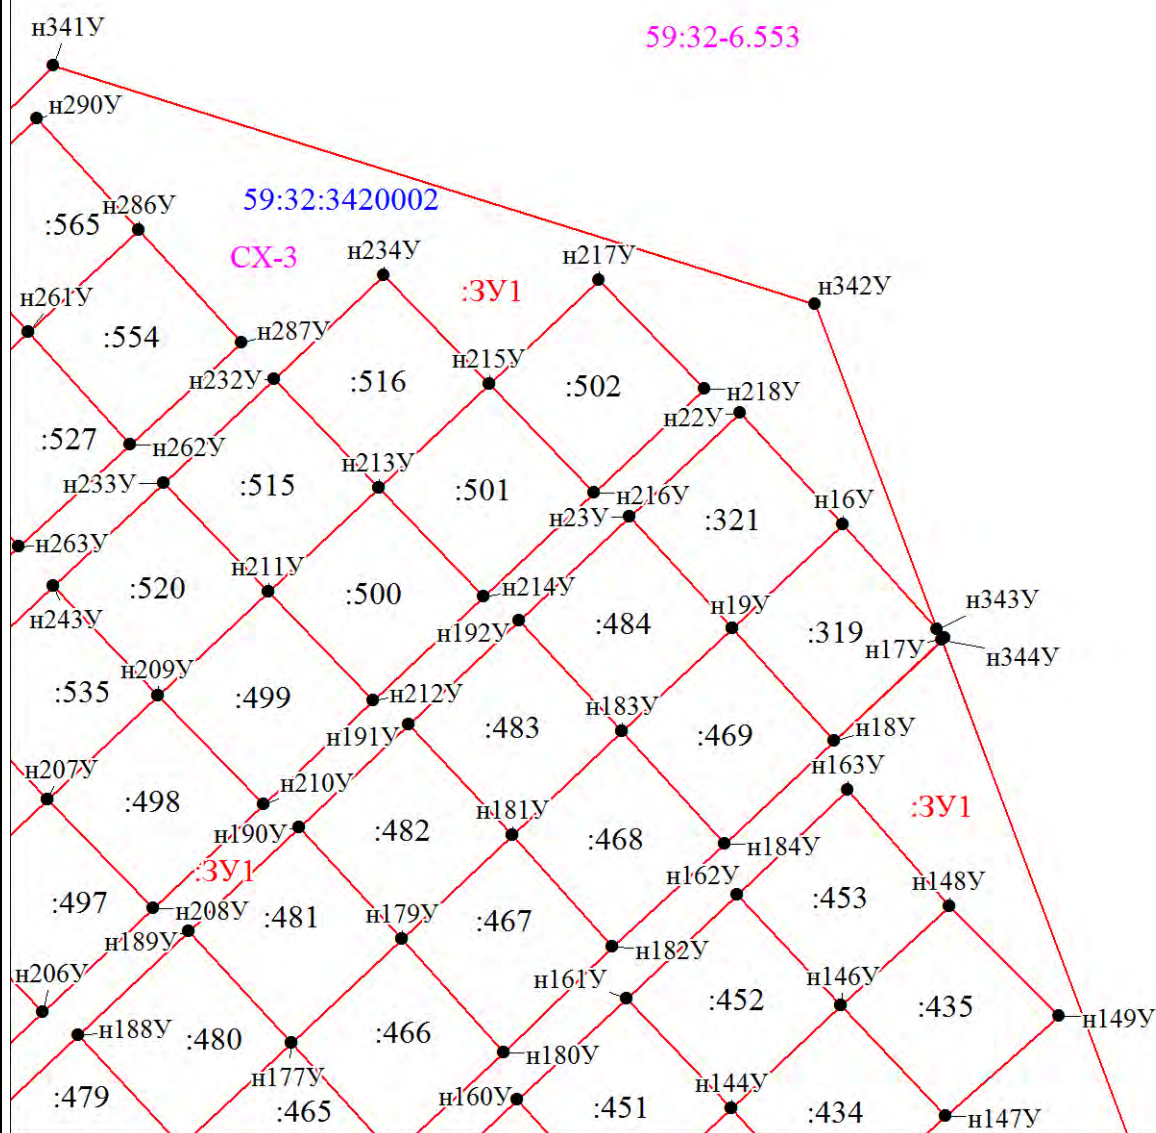 н341У
59:32-6.553
н290У
59:32:3420002
н286У
:565
СХ-3
н234У
н217У
:ЗУ1
н342У
н261У
:554
н287У
н215У
н232У
:516
:502
н218У
н22У
:527
н262У
н213У
н233У
:515
:501
н216У
н16У
н23У
:321
н263У
н211У
:520
:500
н214У
н19У
н343У
н243У
н192У
:484
:319
н17У
н344У
н209У
:535
:499
н212У
н183У
н191У
:483
:469
н18У
н207У
н163У
н210У
:498
н181У
:ЗУ1
н190У
:482
:468
н184У
:ЗУ1
н162У
н148У
:497
н208У
:481
н179У
:467
:453
н189У
н182У
н206У
н161У
н146У
:452
:435
н188У
:480
:466
н149У
н180У
н177У
н144У
:479
:465
н160У
:451
:434
н147У